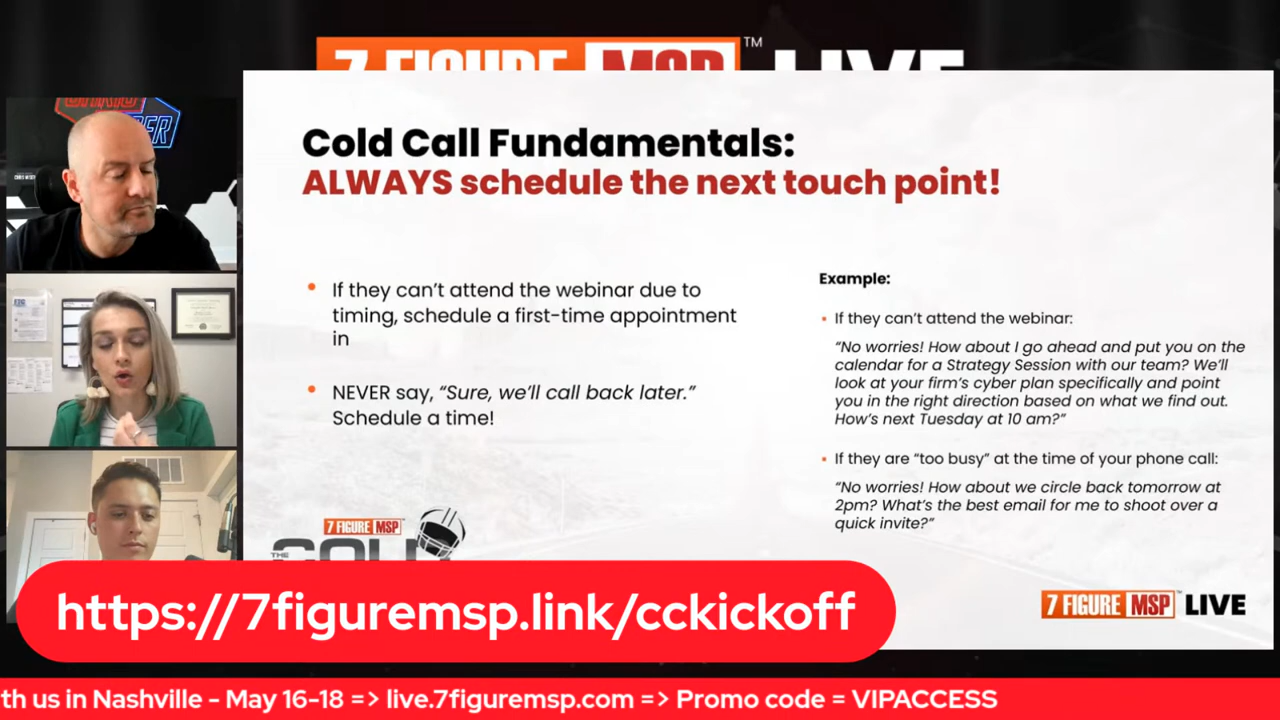 7 FIGURE MSP™ LIVE
Cold Call Fundamentals:
ALWAYS schedule the next touch point!
• If they can’t attend the webinar due to
timing, schedule a first-time appointment
in
• NEVER say, “Sure, we’ll call back later.”
Schedule a time!
Example:
▪ If they can’t attend the webinar:
“No worries! How about I go ahead and put you on the
calendar for a Strategy Session with our team? We’ll
look at your firm’s cyber plan specifically and point
you in the right direction based on what we find out.
How’s next Tuesday at 10 am?”
▪ If they are “too busy” at the time of your phone call:
“No worries! How about we circle back tomorrow at
2pm? What’s the best email for me to shoot over a
quick invite?”
7 FIGURE MSP
THE
7 FIGURE MSP™ LIVE
https://7figuremsp.link/cckickoff
th us in Nashville - May 16-18 => live.7figuremsp.com => Promo code = VIPACCESS